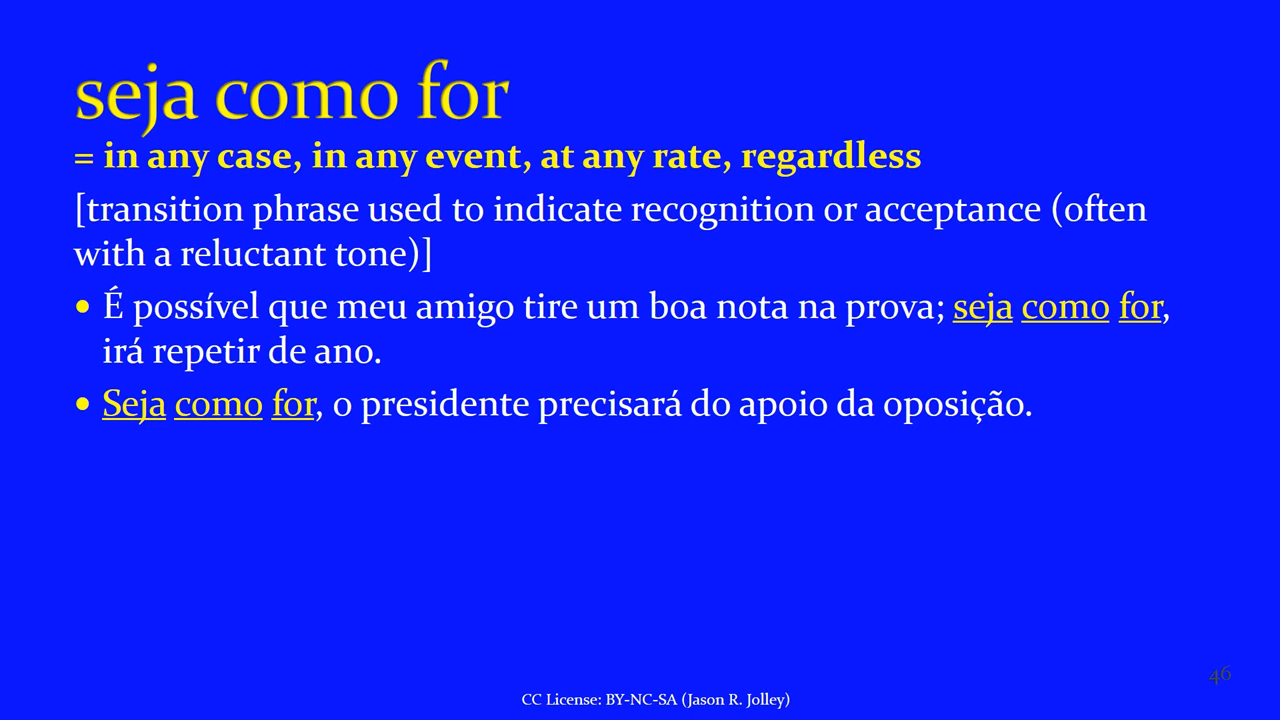 seja como for
= in any case, in any event, at any rate, regardless
[transition phrase used to indicate recognition or acceptance (often
with a reluctant tone)]
• É possível que meu amigo tire um boa nota na prova; seja como for,
irá repetir de ano.
• Seja como for, o presidente precisará do apoio da oposição.
46
CC License: BY-NC-SA (Jason R. Jolley)